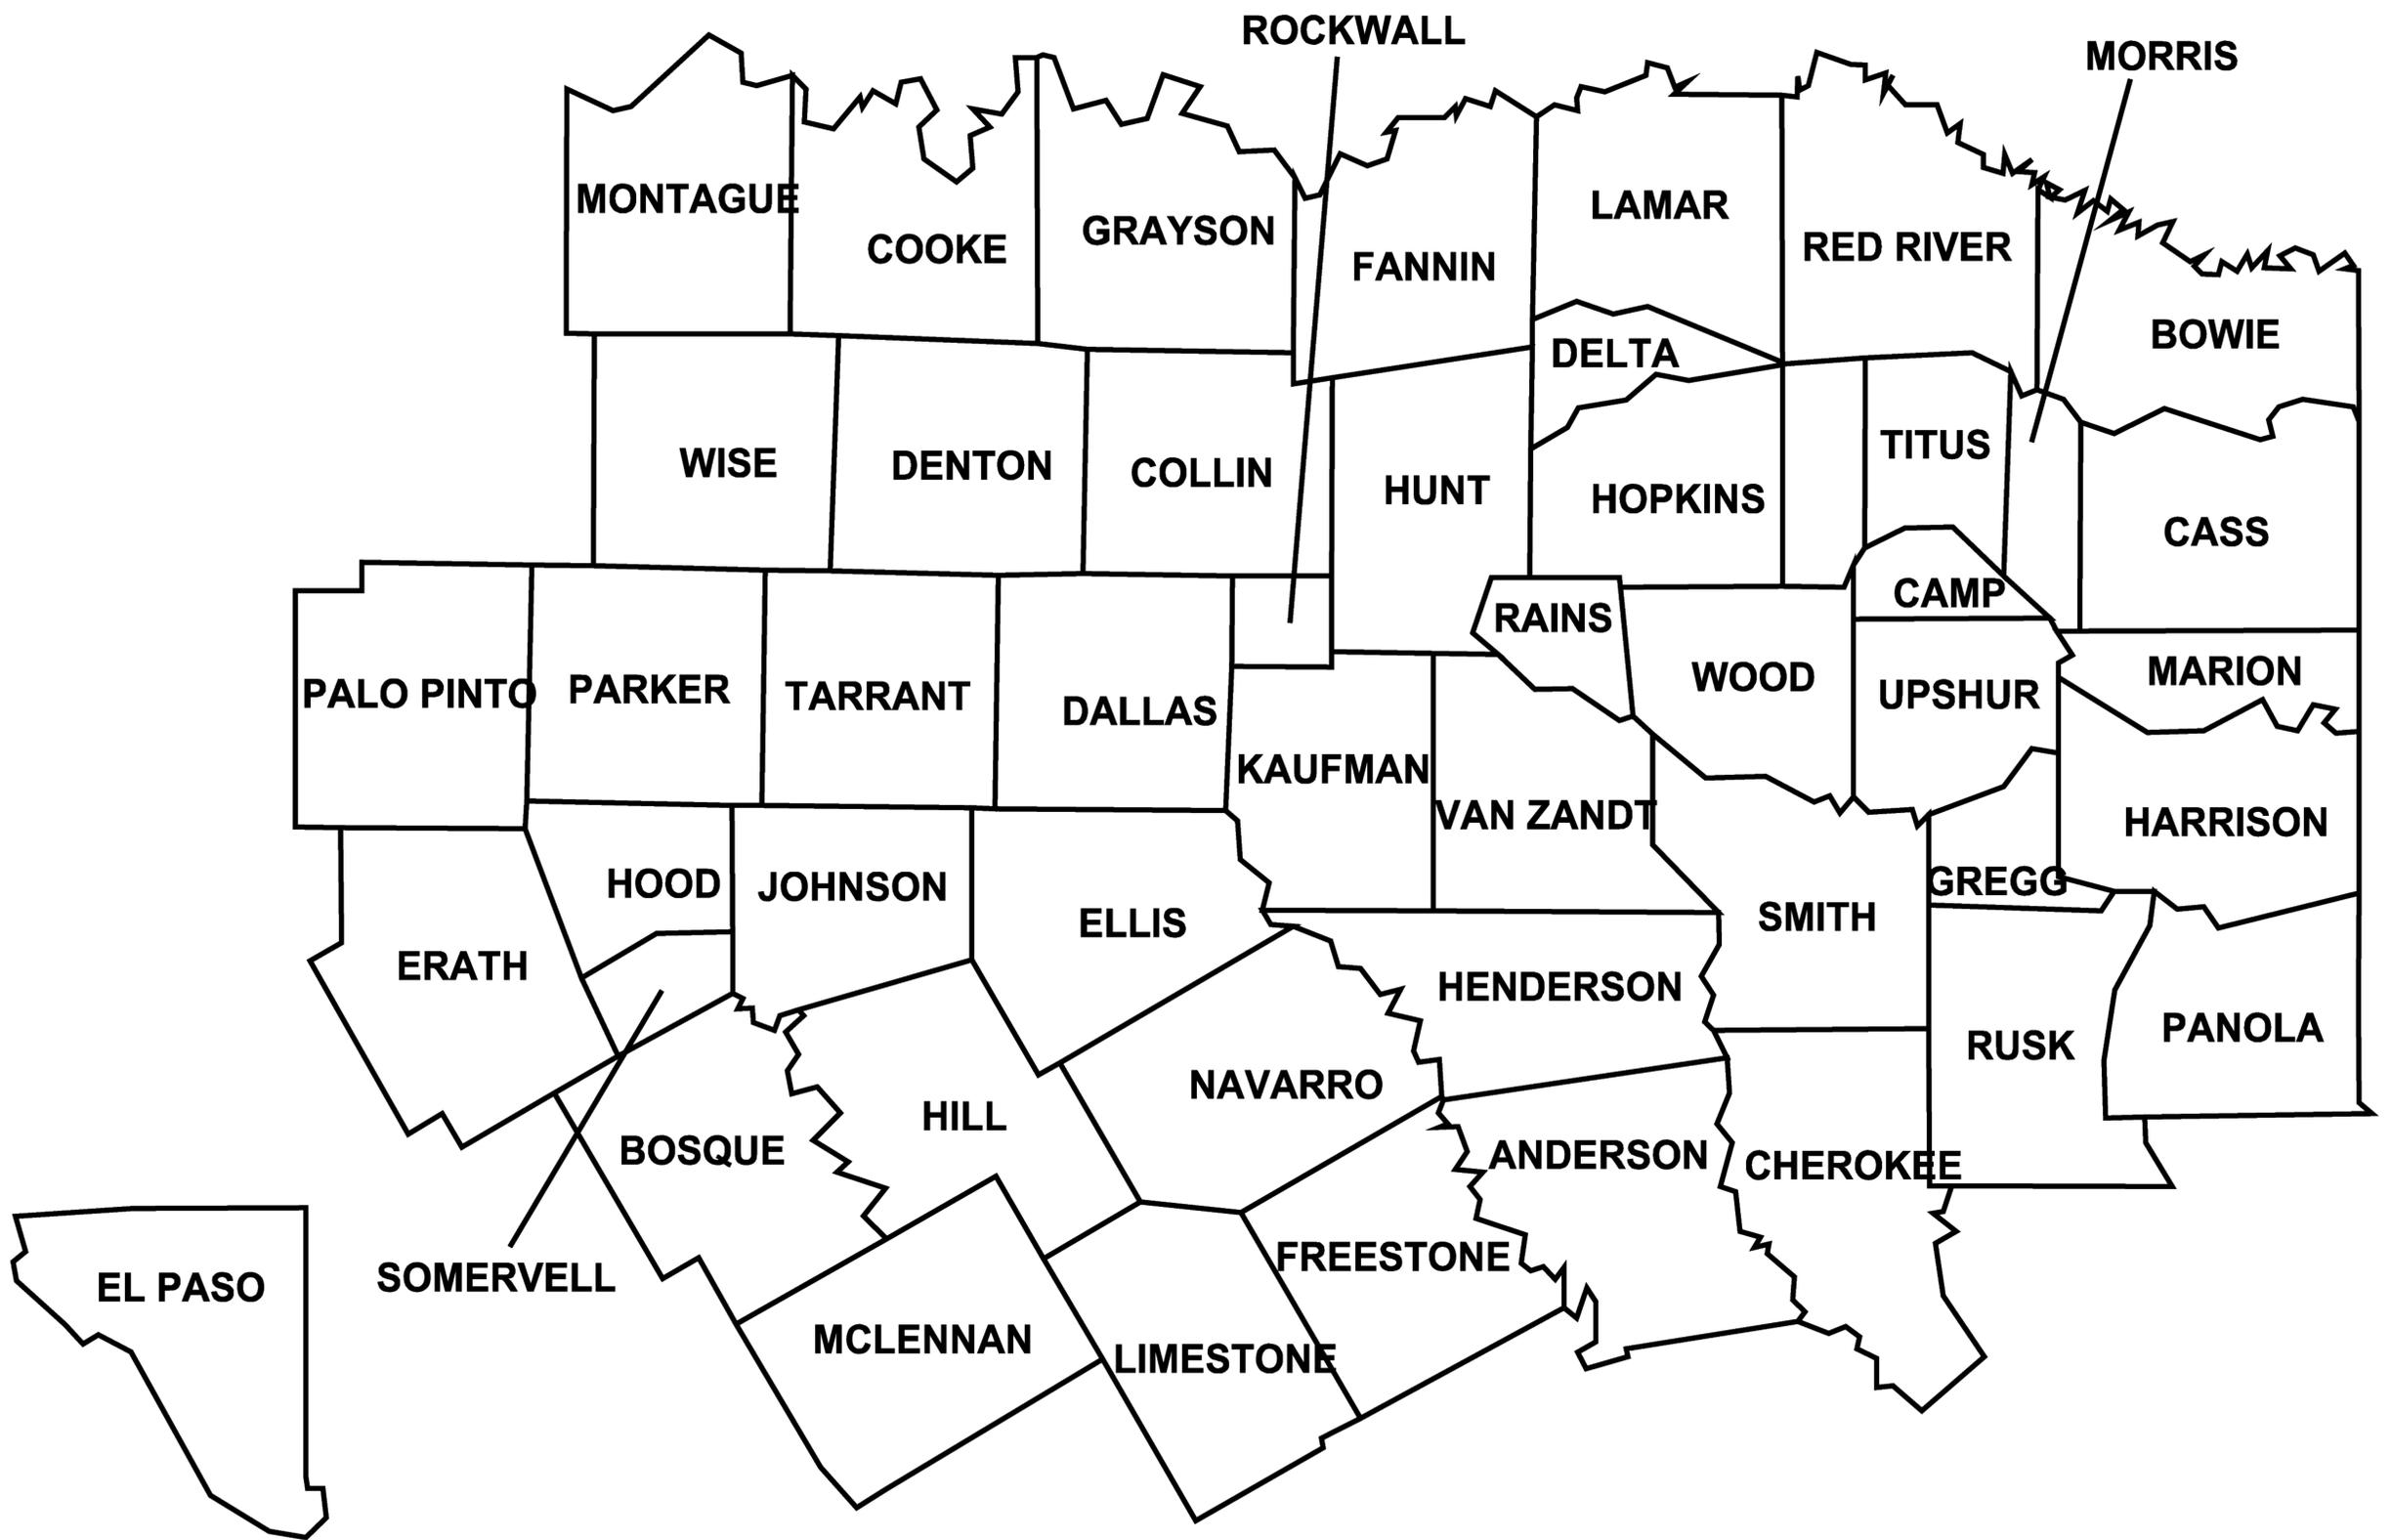 ROCKWALL
MORRIS
MONTAGUE
COOKE
GRAYSON
FANNIN
LAMAR
RED RIVER
BOWIE
DELTA
WISE
DENTON
COLLIN
HUNT
HOPKINS
TITUS
CASS
CAMP
RAINS
PALO PINTO
PARKER
TARRANT
DALLAS
WOOD
UPSHUR
MARION
KAUFMAN
VAN ZANDT
HARRISON
HOOD
JOHNSON
ELLIS
SMITH
GREGG
ERATH
HENDERSON
RUSK
PANOLA
NAVARRO
HILL
BOSQUE
ANDERSON
CHEROKEE
SOMERVELL
FREESTONE
EL PASO
MCLENNAN
LIMESTONE